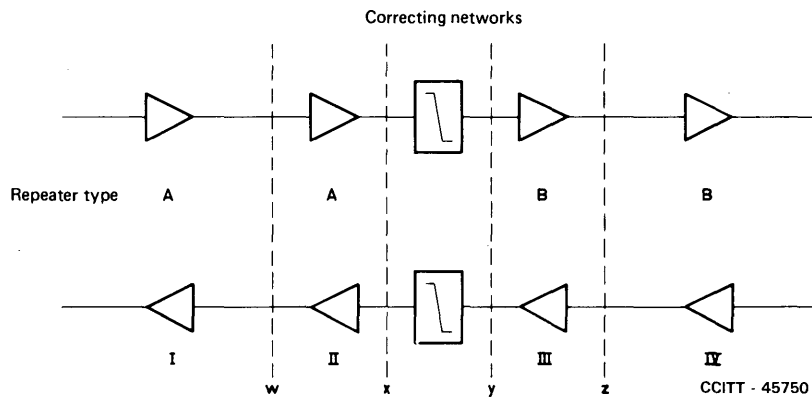 Correcting networks
Repeater type A A B B
I II III IV
w x y z
CCITT - 45750